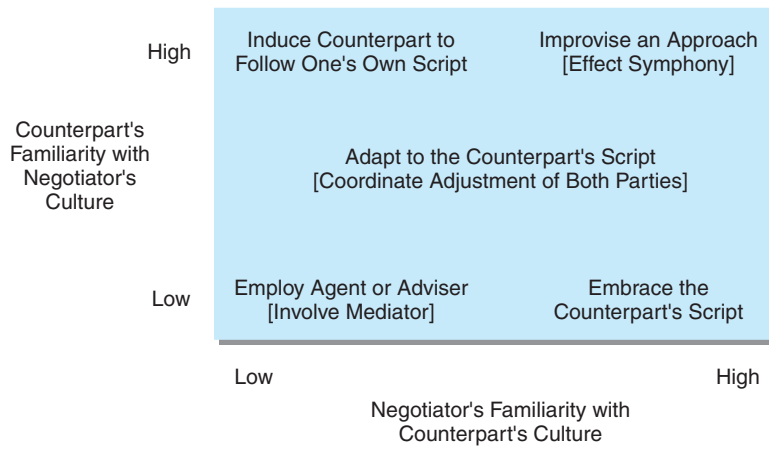 High
Induce Counterpart to
Follow One's Own Script
Improvise an Approach
[Effect Symphony]
Counterpart's
Familiarity with
Negotiator's
Culture
Adapt to the Counterpart's Script
[Coordinate Adjustment of Both Parties]
Low
Employ Agent or Adviser
[Involve Mediator]
Embrace the
Counterpart's Script
Low
High
Negotiator's Familiarity with
Counterpart's Culture